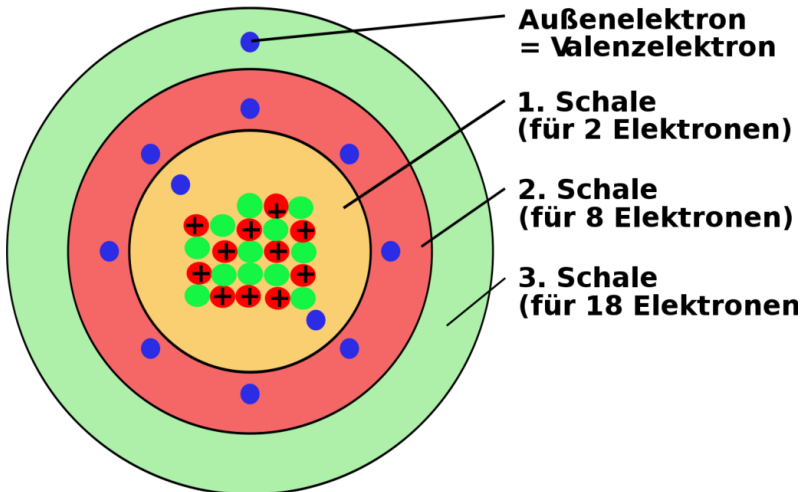 Außenelektron
= Valenzelektron
1. Schale
(für 2 Elektronen)
2. Schale
(für 8 Elektronen)
3. Schale
(für 18 Elektronen
+
+
+
+
+
+
+
+
+
+
+